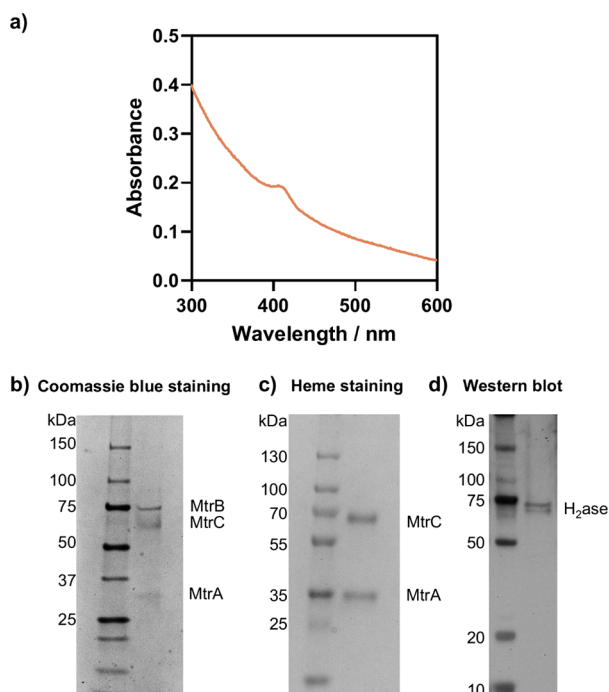 a)
Absorbance
0.5
0.4
0.3
0.2
0.1
0.0
300 400 500 600
Wavelength / nm
b) Coomassie blue staining
kDa
150
100
75
50
37
25
MtrB
MtrC
MtrA
c) Heme staining
kDa
130
100
70
55
35
25
MtrC
MtrA
d) Western blot
kDa
150
100
75
50
20
10
H₂ase